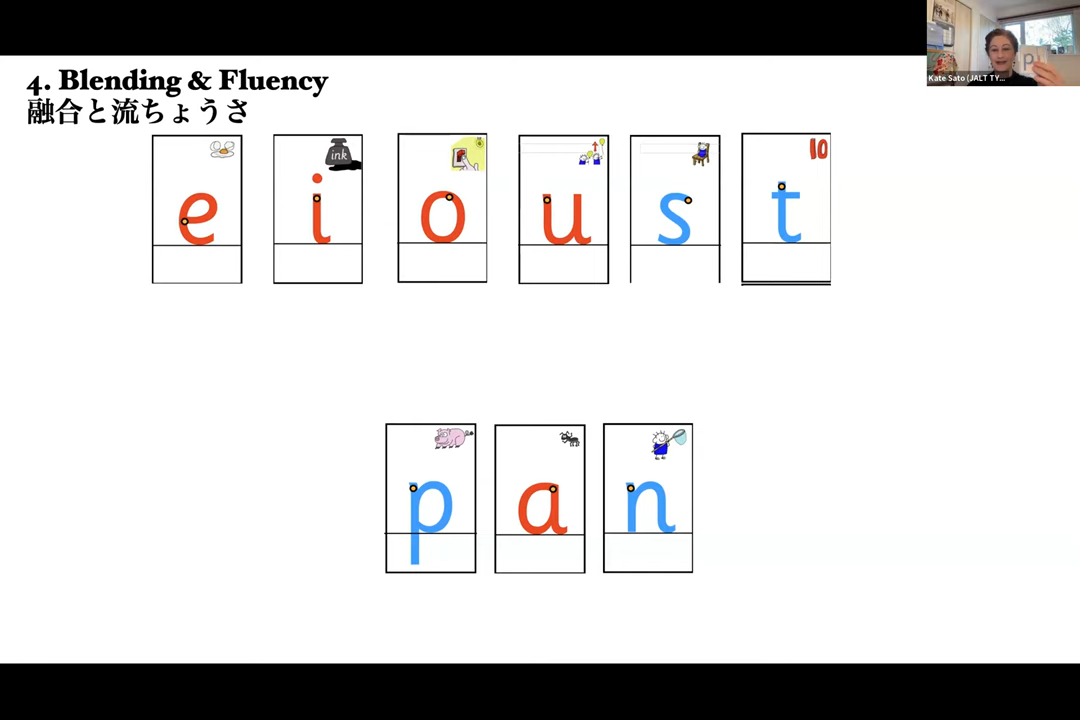 4. Blending & Fluency
融合と流ちょうさ
ink
10
e i o u s t
p a n
p
Kate Sato (JALT TY...